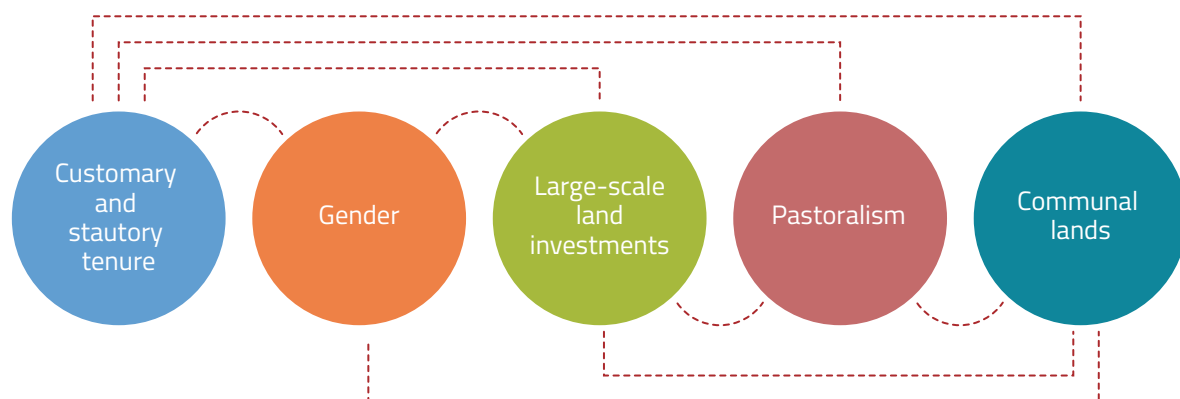 Customary
and
stautory
tenure
Gender
Large-scale
land
investments
Pastoralism
Communal
lands